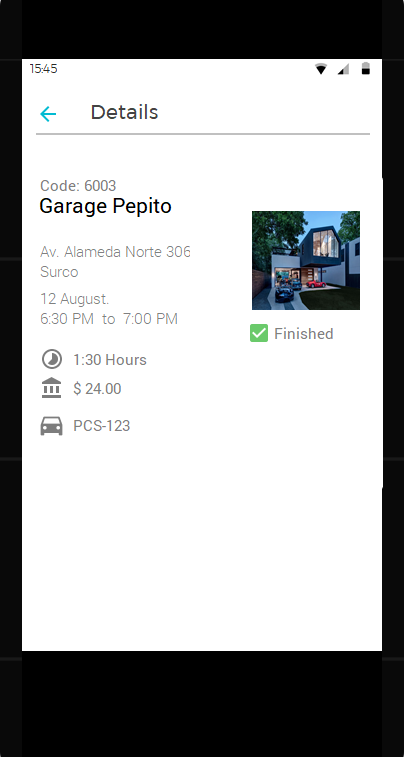 15:45
Details
Code: 6003
Garage Pepito
Av. Alameda Norte 306
Surco
12 August.
6:30 PM to 7:00 PM
Finished
1:30 Hours
$ 24.00
PCS-123